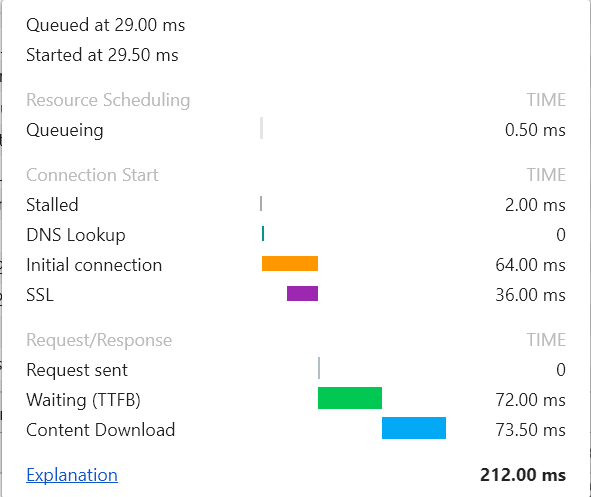 Queued at 29.00 ms
Started at 29.50 ms
Resource Scheduling TIME
Queueing 0.50 ms
Connection Start TIME
Stalled 2.00 ms
DNS Lookup 0
Initial connection 64.00 ms
SSL 36.00 ms
Request/Response TIME
Request sent 0
Waiting (TTFB) 72.00 ms
Content Download 73.50 ms
Explanation 212.00 ms